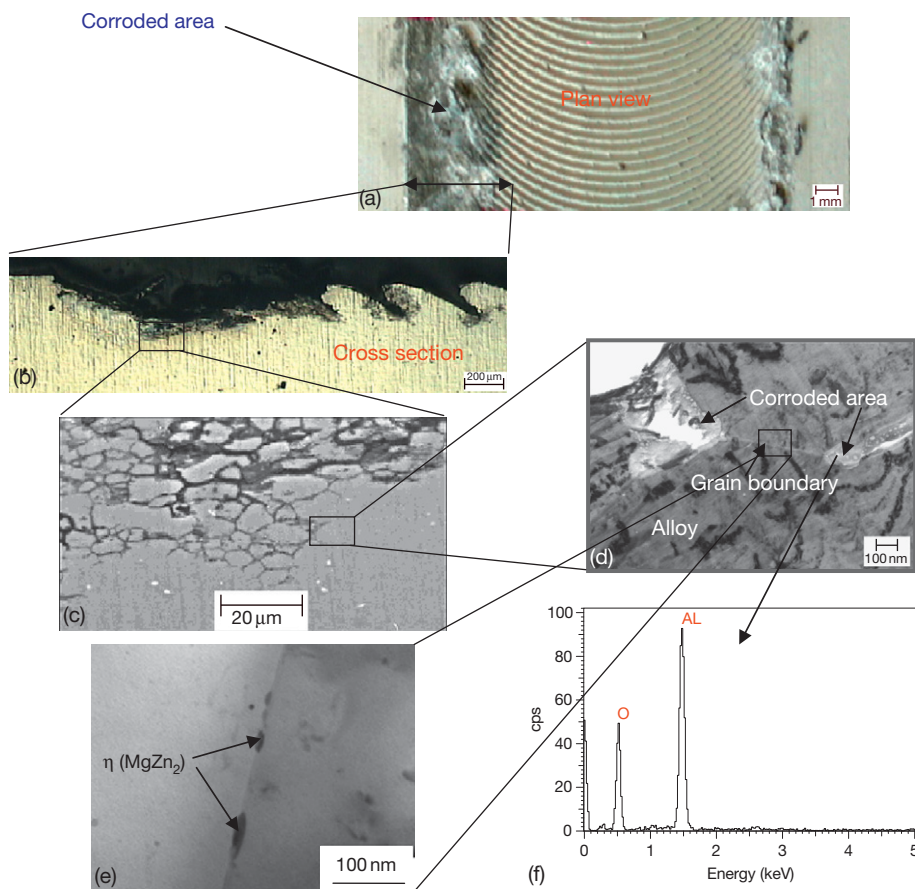 Corroded area
Plan view
(a)
1 mm
Cross section
(b)
200 μm
Corroded area
Grain boundary
Alloy
(d)
100 nm
(c)
20 μm
η (MgZn₂)
(e)
100 nm
100
80
60
40
20
0
cps
AL
O
0 1 2 3 4 5
Energy (keV)
(f)